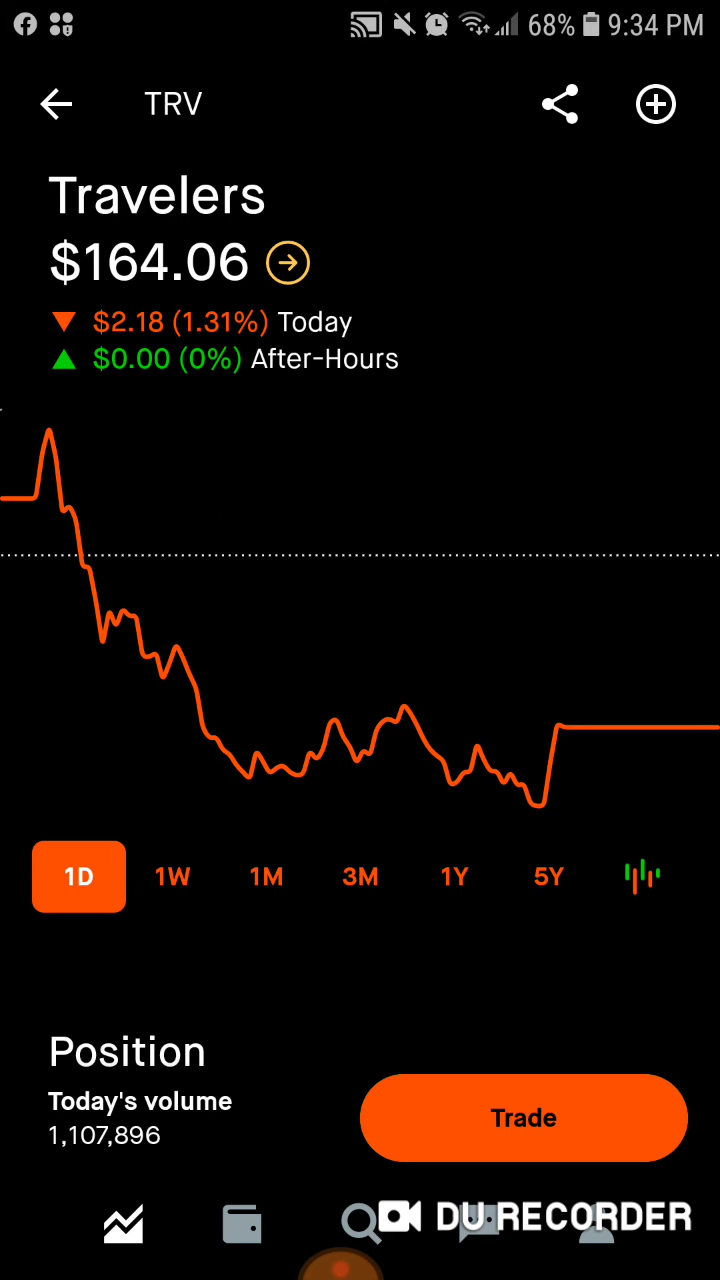 68% 9:34 PM
TRV
Travelers
$164.06
$2.18 (1.31%) Today
$0.00 (0%) After-Hours
1D 1W 1M 3M 1Y 5Y
Position
Today's volume
1,107,896
Trade
DU RECORDER